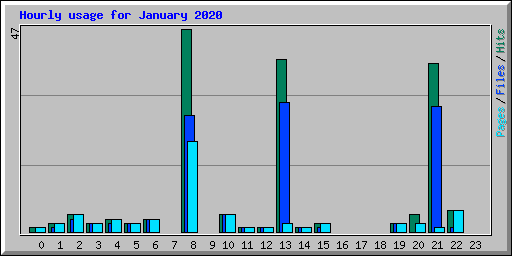 Hourly usage for January 2020
47
Pages / Files / Hits
0 1 2 3 4 5 6 7 8 9 10 11 12 13 14 15 16 17 18 19 20 21 22 23